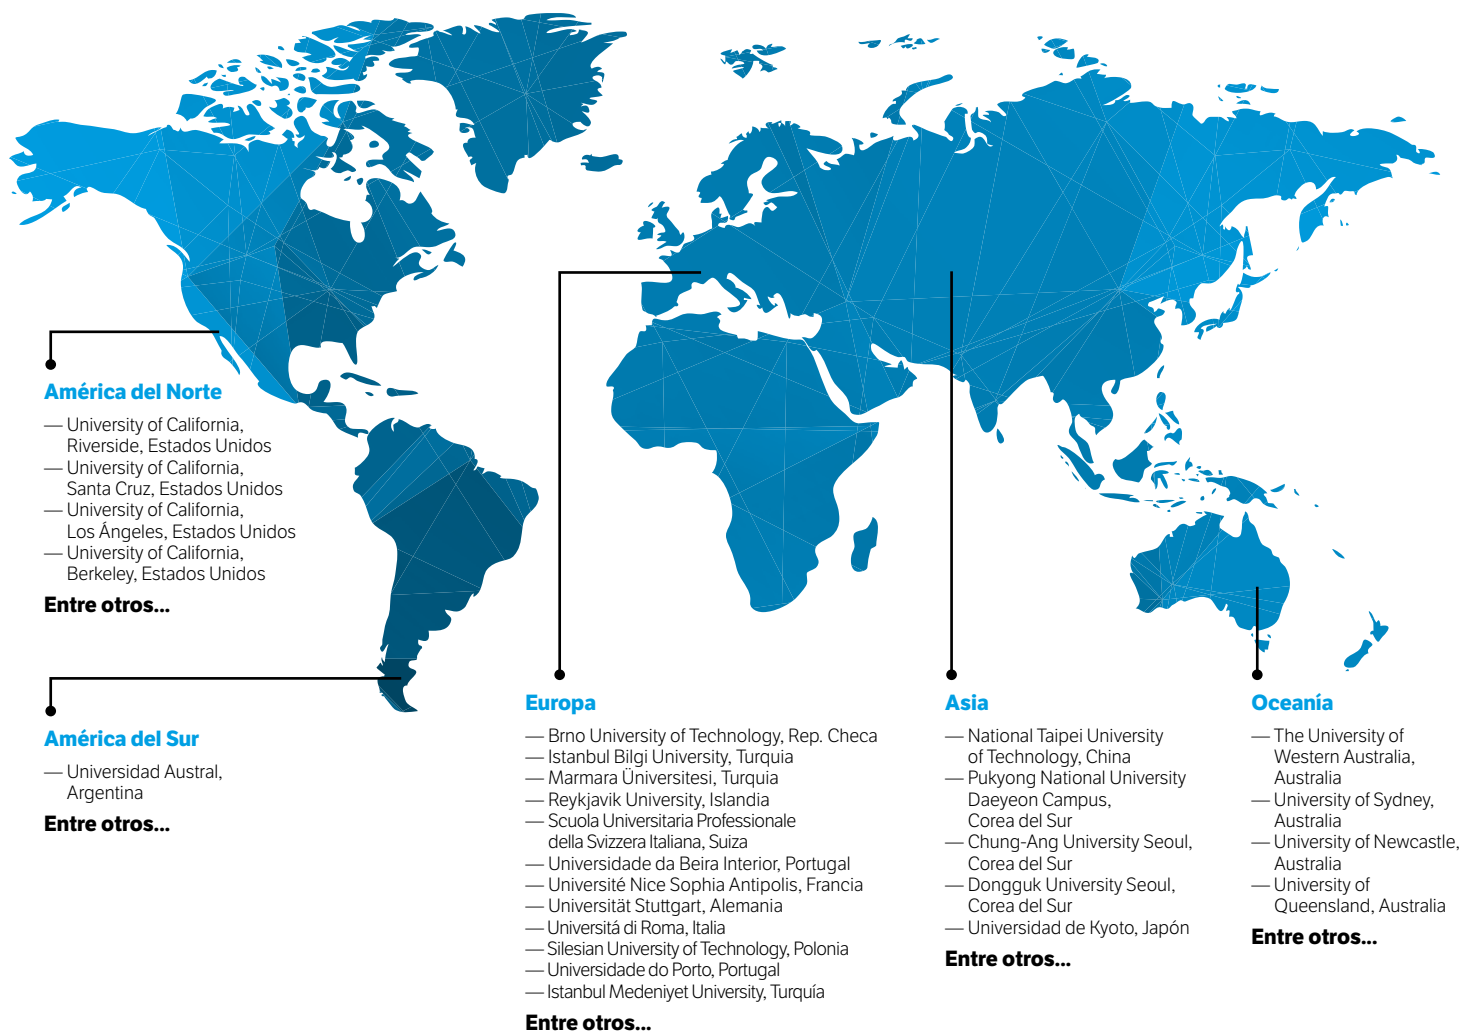 América del Norte
— University of California,
Riverside, Estados Unidos
— University of California,
Santa Cruz, Estados Unidos
— University of California,
Los Ángeles, Estados Unidos
— University of California,
Berkeley, Estados Unidos
Entre otros...
América del Sur
— Universidad Austral,
Argentina
Entre otros...
Europa
— Brno University of Technology, Rep. Checa
— Istanbul Bilgi University, Turquia
— Marmara Üniversitesi, Turquia
— Reykjavik University, Islandia
— Scuola Universitaria Professionale
della Svizzera Italiana, Suiza
— Universidade da Beira Interior, Portugal
— Université Nice Sophia Antipolis, Francia
— Universität Stuttgart, Alemania
— Universitá di Roma, Italia
— Silesian University of Technology, Polonia
— Universidade do Porto, Portugal
— Istanbul Medeniyet University, Turquía
Entre otros...
Asia
— National Taipei University
of Technology, China
— Pukyong National University
Daeyeon Campus,
Corea del Sur
— Chung-Ang University Seoul,
Corea del Sur
— Dongguk University Seoul,
Corea del Sur
— Universidad de Kyoto, Japón
Entre otros...
Oceanía
— The University of
Western Australia,
Australia
— University of Sydney,
Australia
— University of Newcastle,
Australia
— University of
Queensland, Australia
Entre otros...